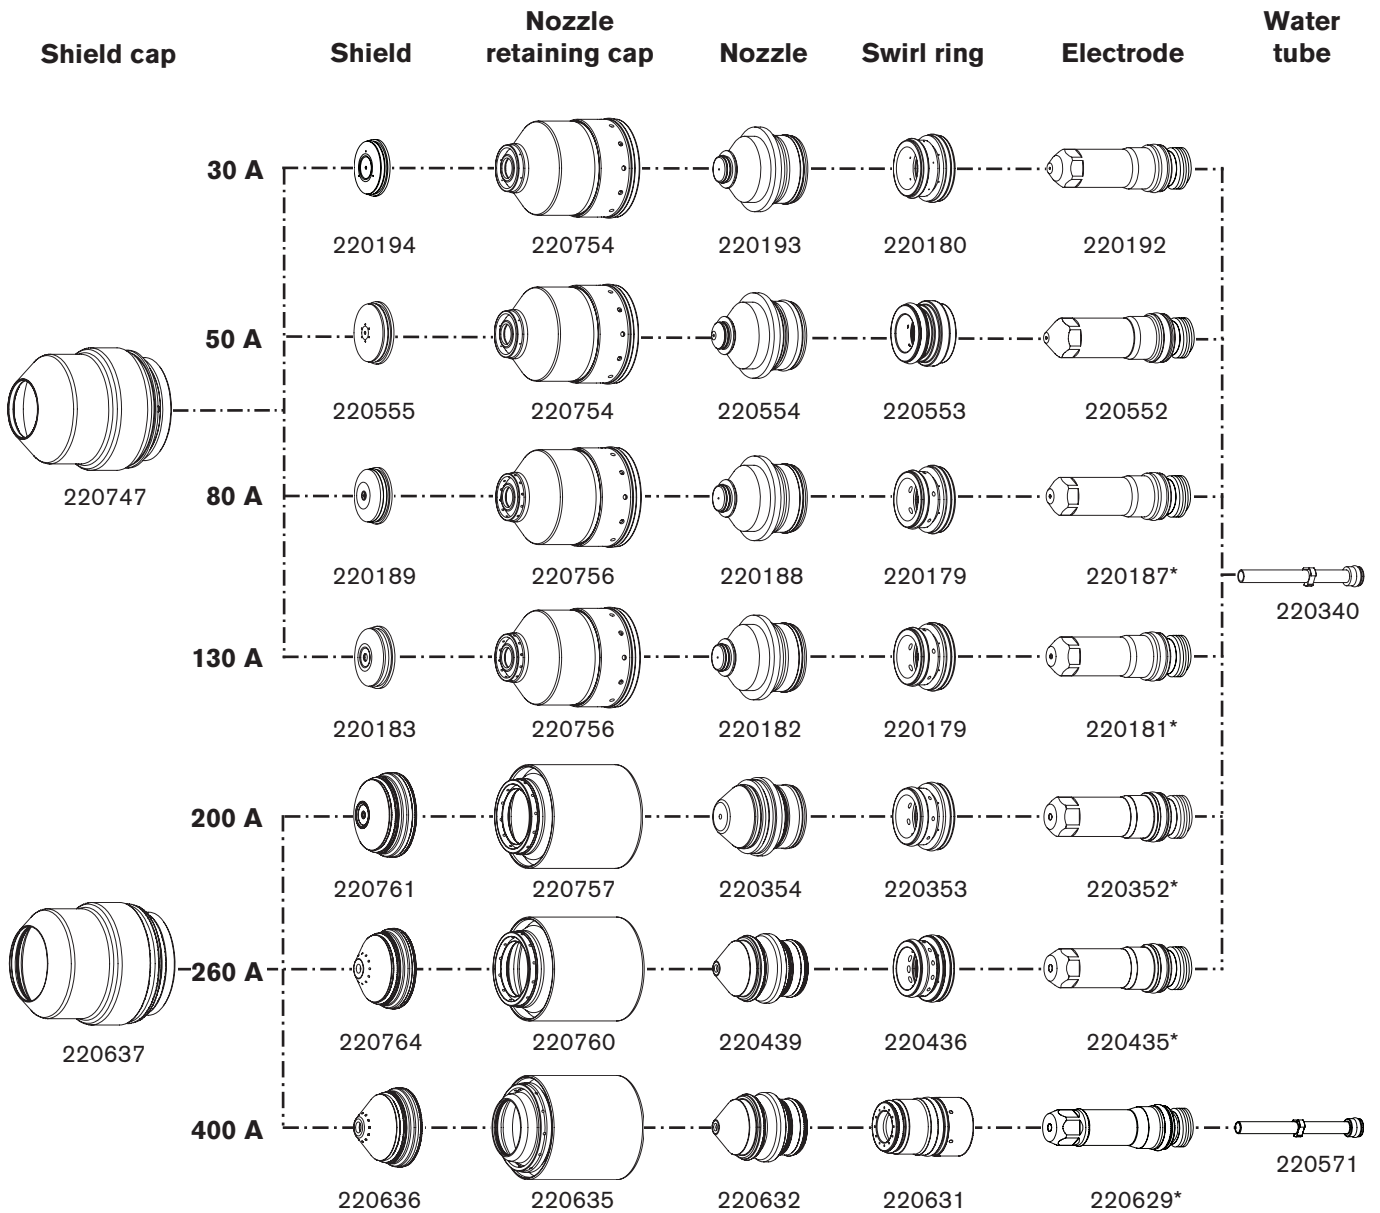 Shield cap
Shield
Nozzle
retaining cap
Nozzle
Swirl ring
Electrode
Water
tube
30 A
220194
220754
220193
220180
220192
50 A
220555
220754
220554
220553
220552
220747
80 A
220189
220756
220188
220179
220187*
220340
130 A
220183
220756
220182
220179
220181*
200 A
220761
220757
220354
220353
220352*
260 A
220637
220764
220760
220439
220436
220435*
400 A
220571
220636
220635
220632
220631
220629*